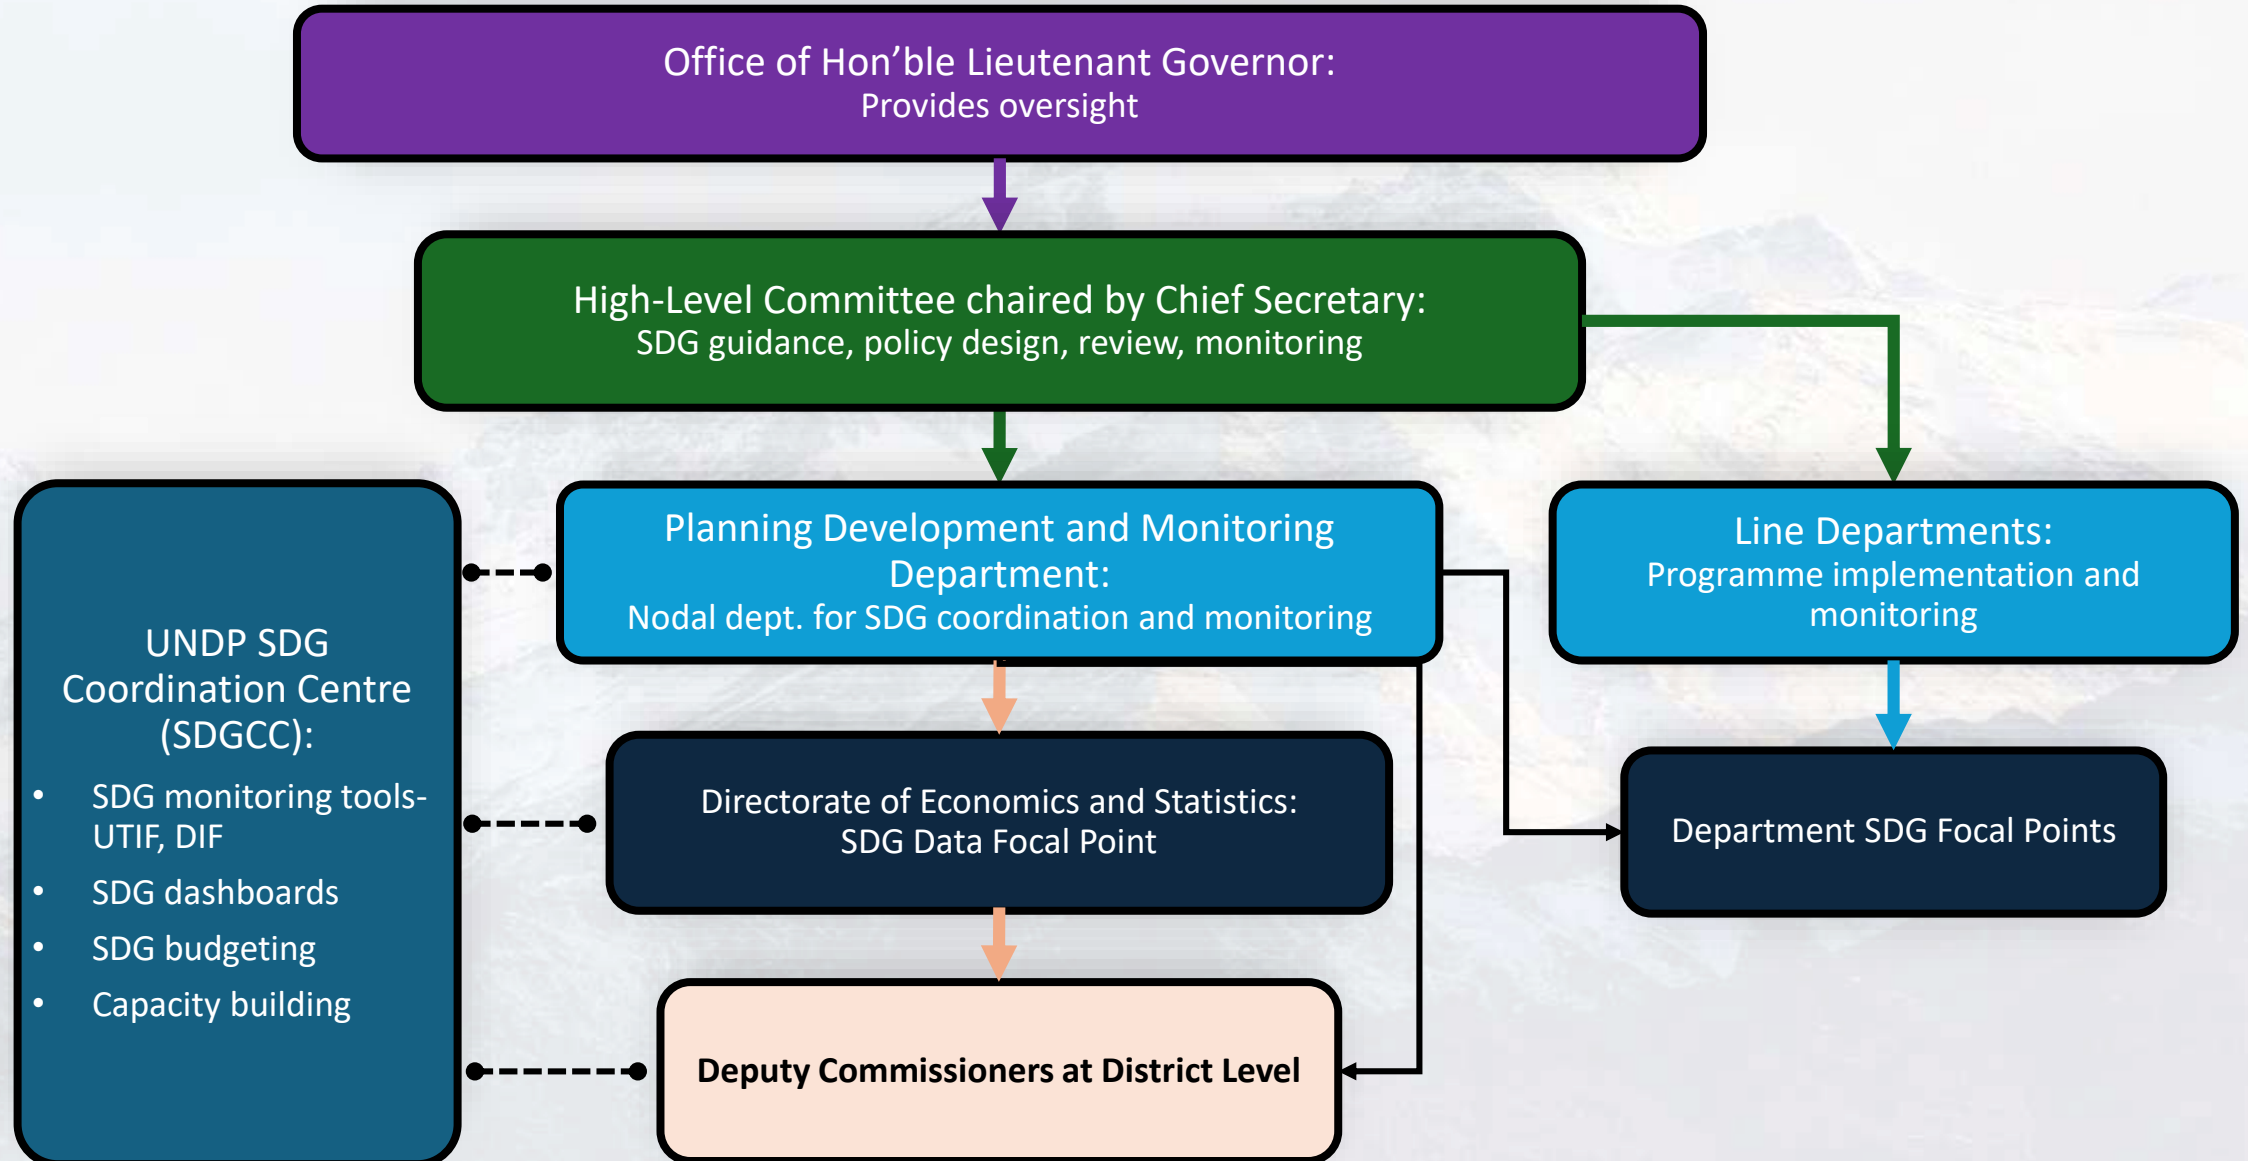 Office of Hon’ble Lieutenant Governor:
Provides oversight
High-Level Committee chaired by Chief Secretary:
SDG guidance, policy design, review, monitoring
Planning Development and Monitoring
Department:
Nodal dept. for SDG coordination and monitoring
Line Departments:
Programme implementation and
monitoring
UNDP SDG
Coordination Centre
(SDGCC):
• SDG monitoring tools-
UTIF, DIF
• SDG dashboards
• SDG budgeting
• Capacity building
Directorate of Economics and Statistics:
SDG Data Focal Point
Department SDG Focal Points
Deputy Commissioners at District Level